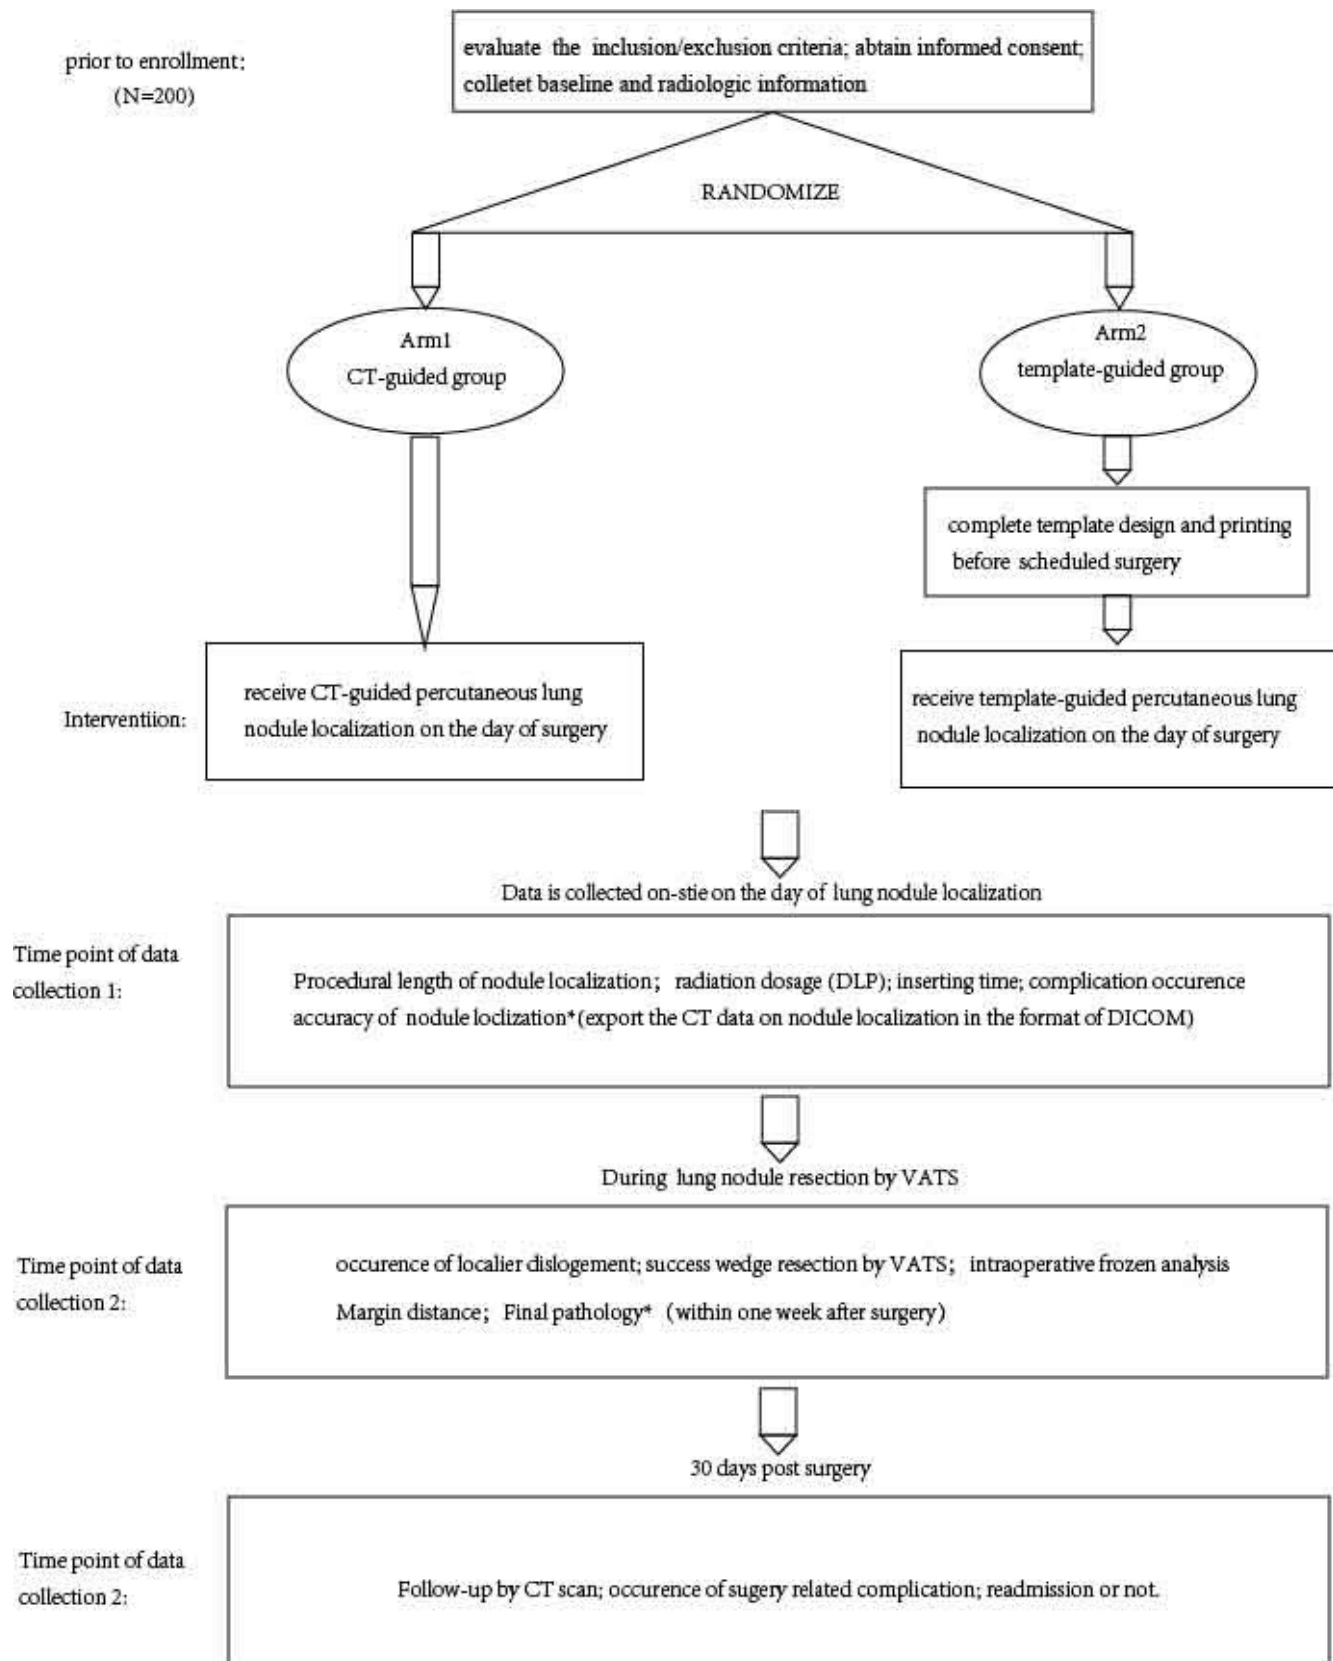 evaluate the inclusion/exclusion criteria; abtain informed consent;
prior to enrollment:
colletet baseline and radiologic information
(N=200)
RANDOMIZE
Arm1
CT-guided group
Arm2
template-guided group
complete template design and printing
before scheduled surgery
Interventiion:
receive CT-guided percutaneous lung
nodule localization on the day of surgery
receive template-guided percutaneous lung
nodule localization on the day of surgery
Data is collected on-stie on the day of lung nodule localization
Time point of data
collection 1:
Procedural length of nodule localization; radiation dosage (DLP); inserting time; complication occurence
accuracy of nodule loclization*(export the CT data on nodule localization in the format of DICOM)
During lung nodule resection by VATS
Time point of data
collection 2:
occurence of localier dislogement; success wedge resection by VATS; intraoperative frozen analysis
Margin distance; Final pathology* (within one week after surgery)
30 days post surgery
Time point of data
collection 2:
Follow-up by CT scan; occurence of sugery related complication; readmission or not.